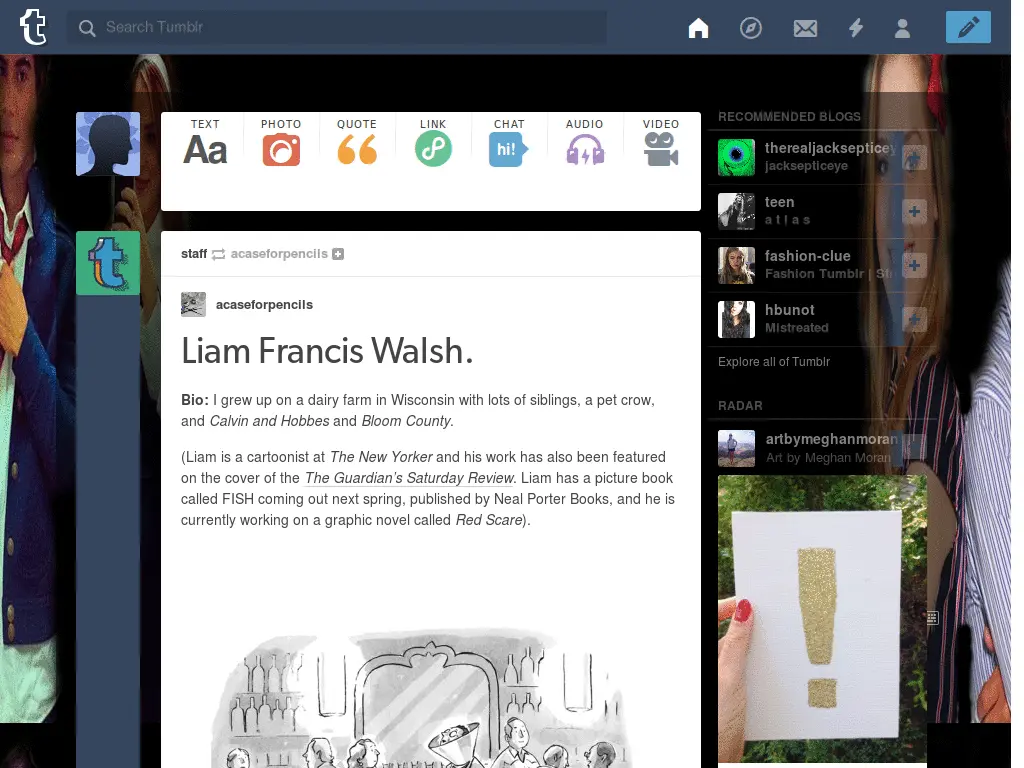 Search Tumblr
TEXT PHOTO QUOTE LINK CHAT AUDIO VIDEO
Aa hi!
staff acaseforpencils
acaseforpencils
Liam Francis Walsh.
Bio: I grew up on a dairy farm in Wisconsin with lots of siblings, a pet crow,
and Calvin and Hobbes and Bloom County.
(Liam is a cartoonist at The New Yorker and his work has also been featured
on the cover of the The Guardian’s Saturday Review. Liam has a picture book
called FISH coming out next spring, published by Neal Porter Books, and he is
currently working on a graphic novel called Red Scare).
RECOMMENDED BLOGS
therealjacksepticey
jacksepticeye
teen
a t l a s
fashion-clue
Fashion Tumblr | St
hbunot
Mistreated
Explore all of Tumblr
RADAR
artbymeghanmoran
Art by Meghan Moran
!